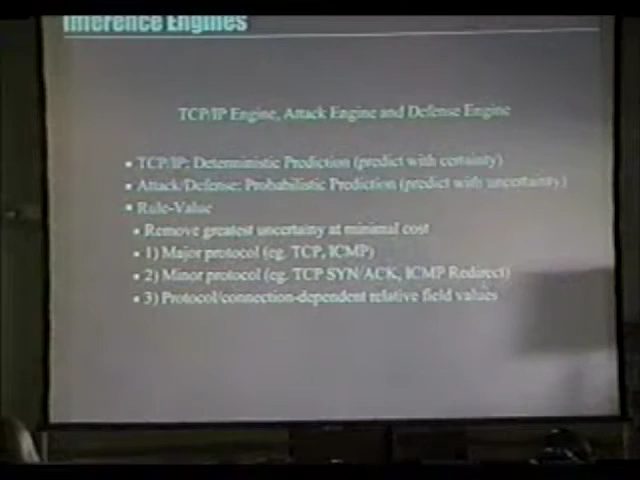 Inference Engines
TCP/IP Engine, Attack Engine and Defense Engine
▪ TCP/IP: Deterministic Prediction (predict with certainty)
▪ Attack/Defense: Probabilistic Prediction (predict with uncertainty)
▪ Rule-Value
▪ Remove greatest uncertainty at minimal cost
▪ 1) Major protocol (eg. TCP, ICMP)
▪ 2) Minor protocol (eg. TCP SYN/ACK, ICMP Redirect)
▪ 3) Protocol/connection-dependent relative field values